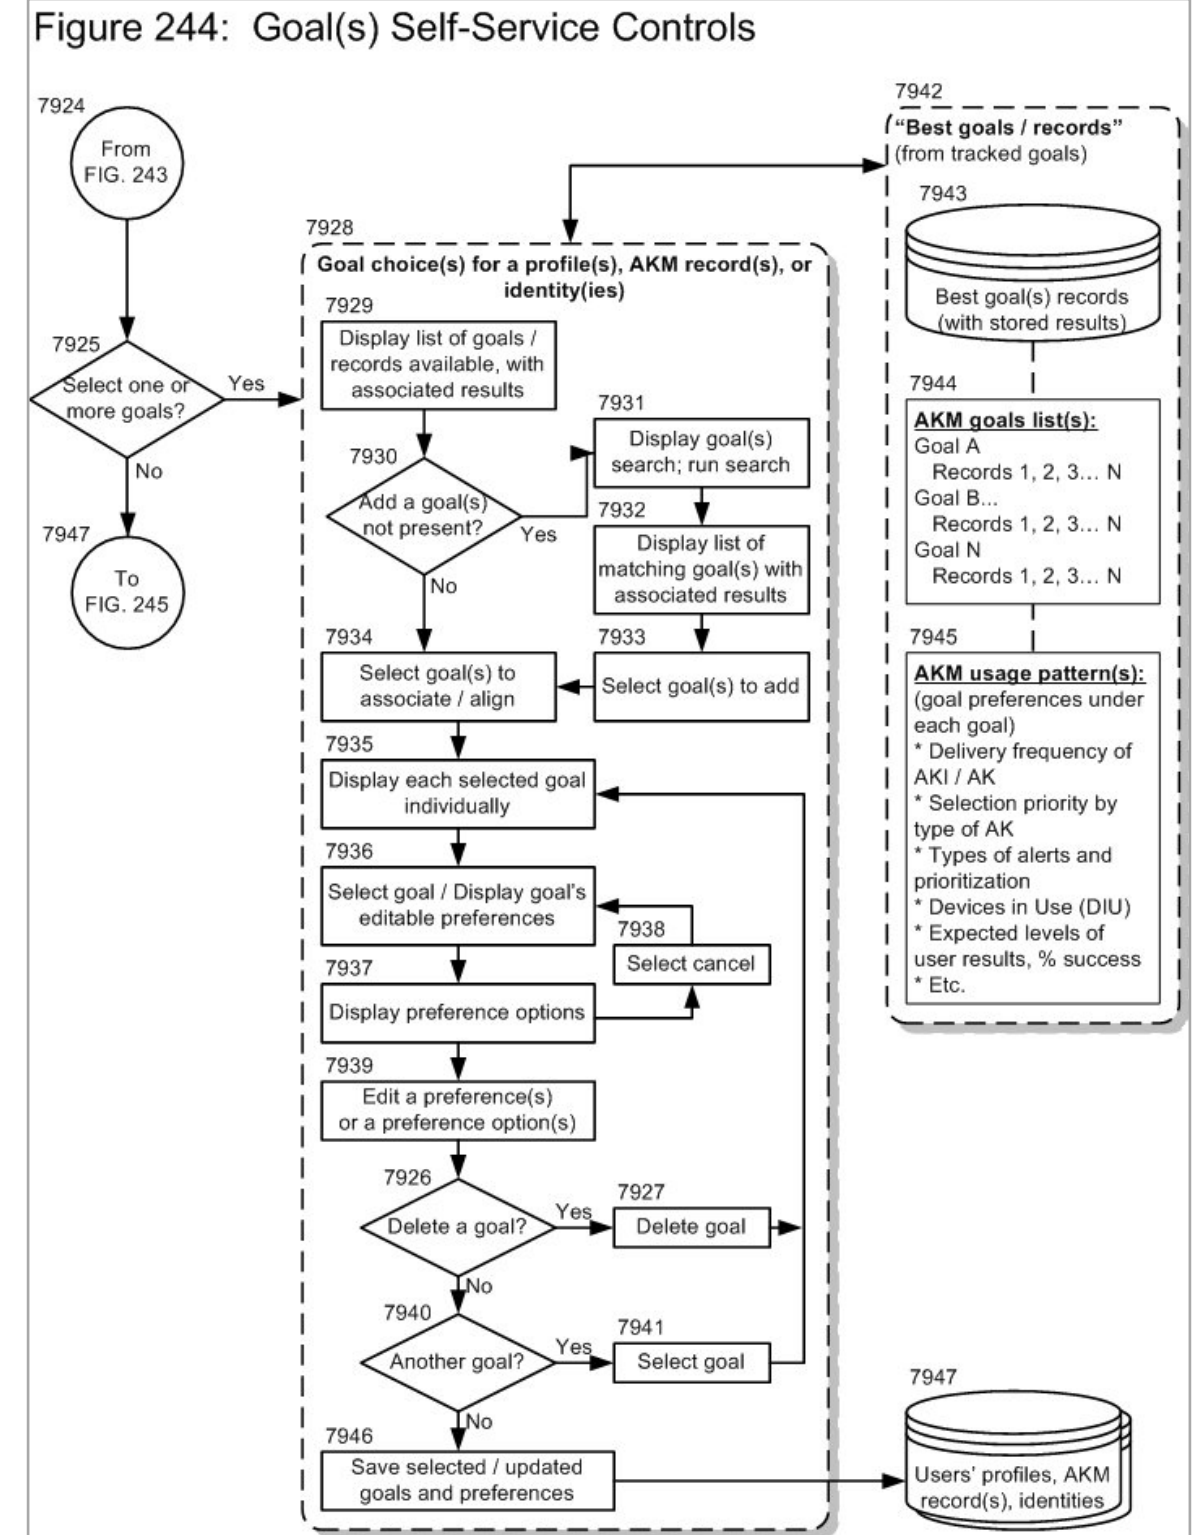 Figure 244:  Goal(s) Self-Service Controls
7924
From
FIG. 243
7925
Select one or
more goals?
Yes
No
7947
To
FIG. 245
7928
Goal choice(s) for a profile(s), AKM record(s), or
identity(ies)
7929
Display list of goals /
records available, with
associated results
7930
Add a goal(s)
not present?
Yes
No
7931
Display goal(s)
search; run search
7932
Display list of
matching goal(s) with
associated results
7933
Select goal(s) to add
7934
Select goal(s) to
associate / align
7935
Display each selected goal
individually
7936
Select goal / Display goal's
editable preferences
7938
Select cancel
7937
Display preference options
7939
Edit a preference(s)
or a preference option(s)
7926
Delete a goal?
Yes
7927
Delete goal
No
7940
Another goal?
Yes
7941
Select goal
No
7946
Save selected / updated
goals and preferences
7942
“Best goals / records”
(from tracked goals)
7943
Best goal(s) records
(with stored results)
7944
AKM goals list(s):
Goal A
Records 1, 2, 3... N
Goal B...
Records 1, 2, 3... N
Goal N
Records 1, 2, 3... N
7945
AKM usage pattern(s):
(goal preferences under
each goal)
* Delivery frequency of
AKI / AK
* Selection priority by
type of AK
* Types of alerts and
prioritization
* Devices in Use (DIU)
* Expected levels of
user results, % success
* Etc.
7947
Users' profiles, AKM
record(s), identities